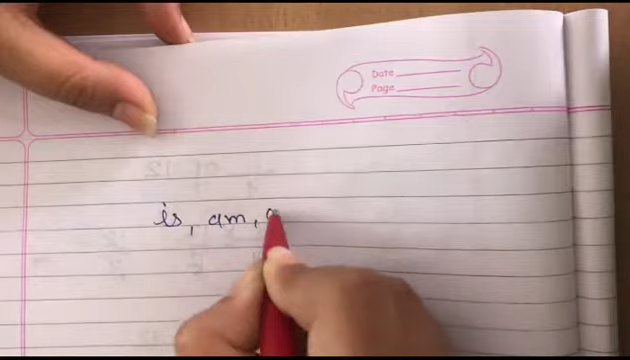 Date
Page
is, am,